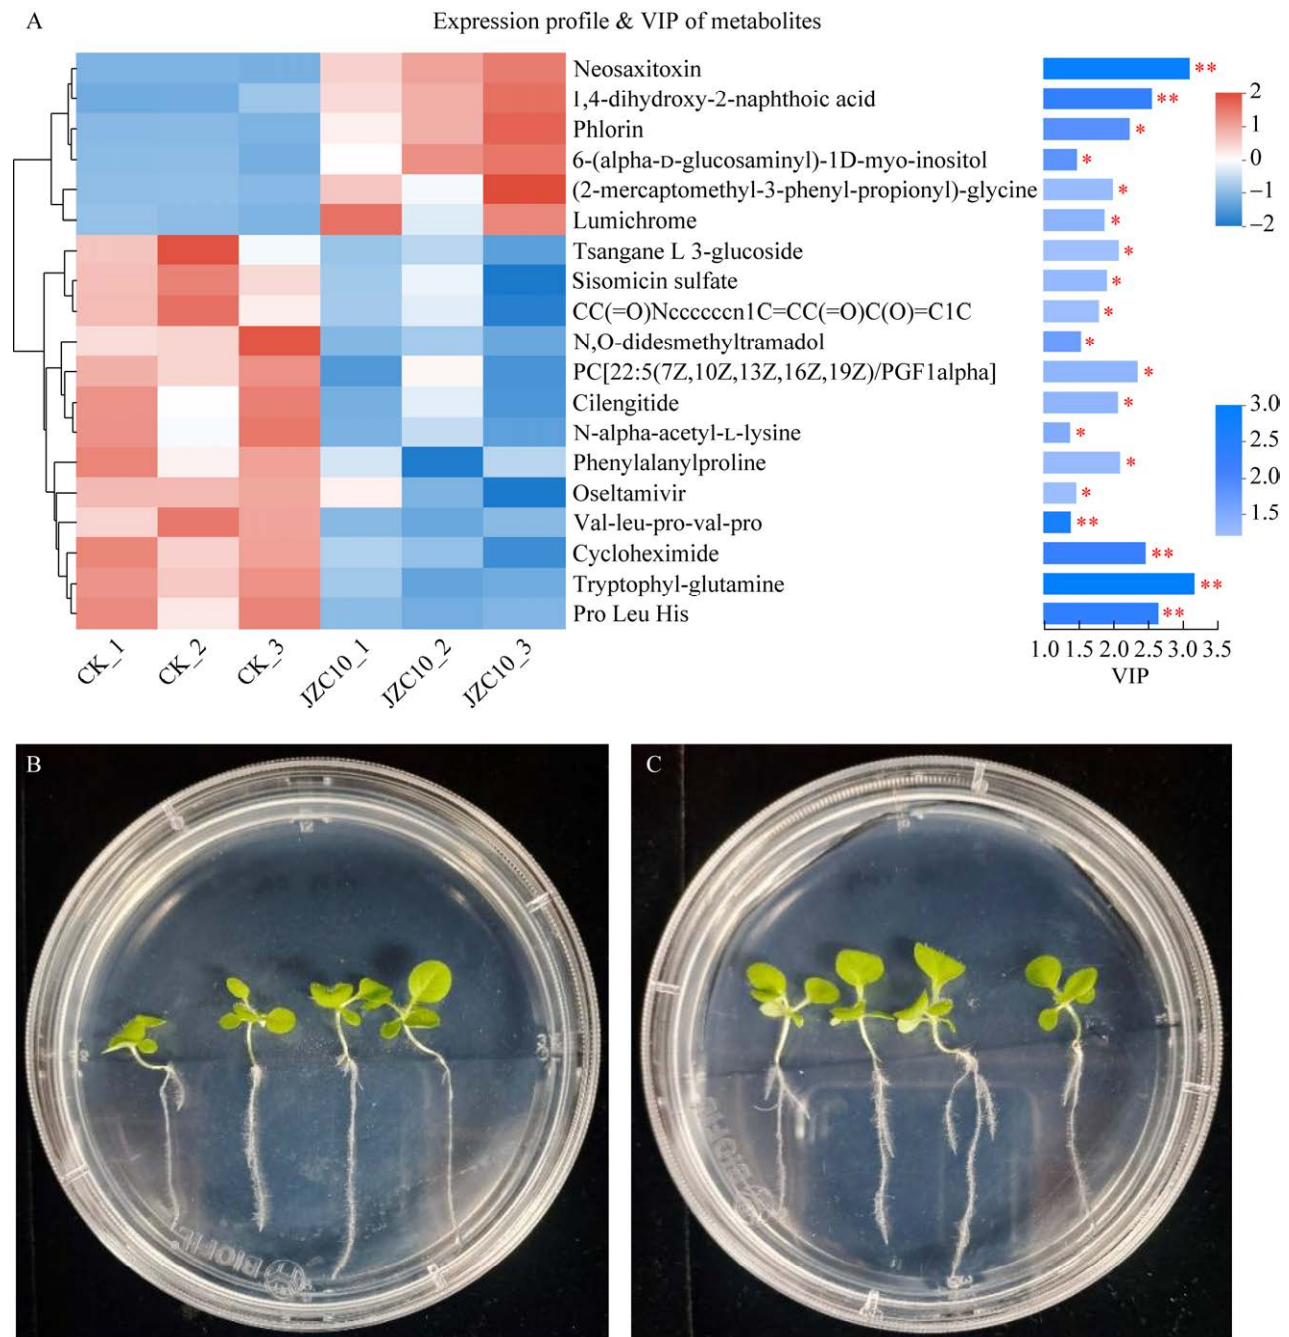 A
Expression profile & VIP of metabolites
Neosaxitoxin **
1,4-dihydroxy-2-naphthoic acid **
Phlorin *
6-(alpha-D-glucosaminyl)-1D-myo-inositol *
(2-mercaptomethyl-3-phenyl-propionyl)-glycine *
Lumichrome *
Tsangane L 3-glucoside *
Sisomicin sulfate *
CC(=O)Nccccccn1C=CC(=O)C(O)=C1C *
N,O-didesmethyltramadol *
PC[22:5(7Z,10Z,13Z,16Z,19Z)/PGF1alpha] *
Cilengitide *
N-alpha-acetyl-L-lysine *
Phenylalanylproline *
Oseltamivir *
Val-leu-pro-val-pro **
Cycloheximide **
Tryptophyl-glutamine **
Pro Leu His **
2
1
0
−1
−2
3.0
2.5
2.0
1.5
CK_1 CK_2 CK_3 JZC10_1 JZC10_2 JZC10_3
1.0 1.5 2.0 2.5 3.0 3.5
VIP
B
C